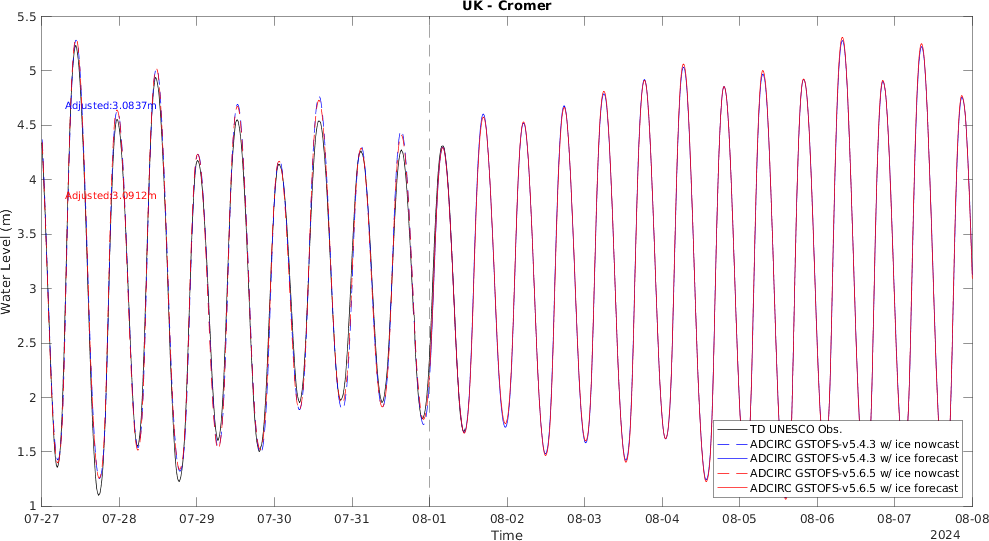 UK - Cromer
5.5
5
4.5
4
3.5
3
2.5
2
1.5
1
Water Level (m)
Adjusted:3.0837m
Adjusted:3.0912m
TD UNESCO Obs.
ADCIRC GSTOFS-v5.4.3 w/ ice nowcast
ADCIRC GSTOFS-v5.4.3 w/ ice forecast
ADCIRC GSTOFS-v5.6.5 w/ ice nowcast
ADCIRC GSTOFS-v5.6.5 w/ ice forecast
07-27 07-28 07-29 07-30 07-31 08-01 08-02 08-03 08-04 08-05 08-06 08-07 08-08
Time
2024